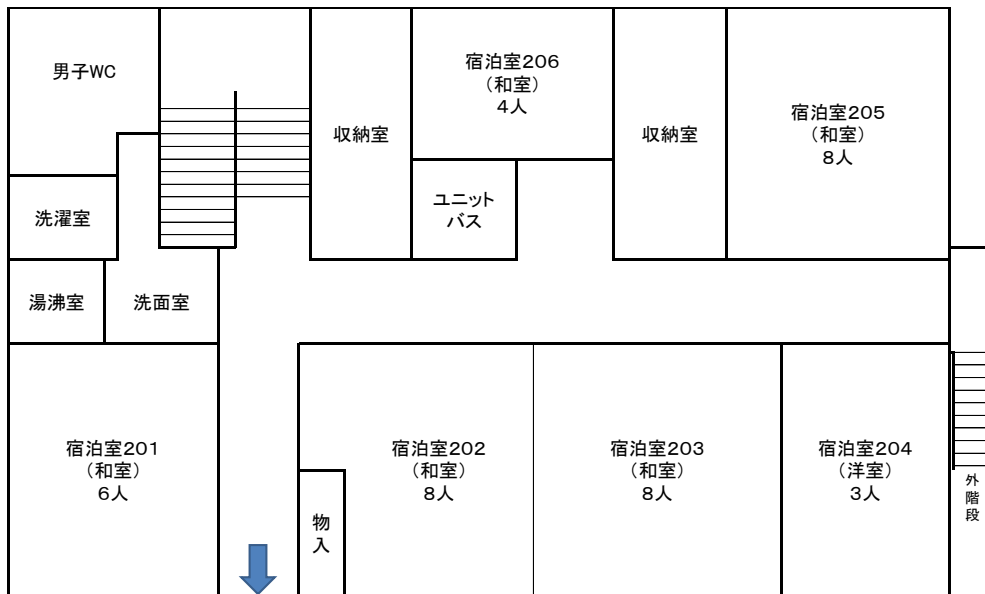 男子WC
収納室
宿泊室206
（和室）
４人
収納室
宿泊室205
（和室）
８人
洗濯室
ユニット
バス
湯沸室
洗面室
宿泊室201
（和室）
６人
宿泊室202
（和室）
８人
宿泊室203
（和室）
８人
宿泊室204
（洋室）
３人
物入
外階段